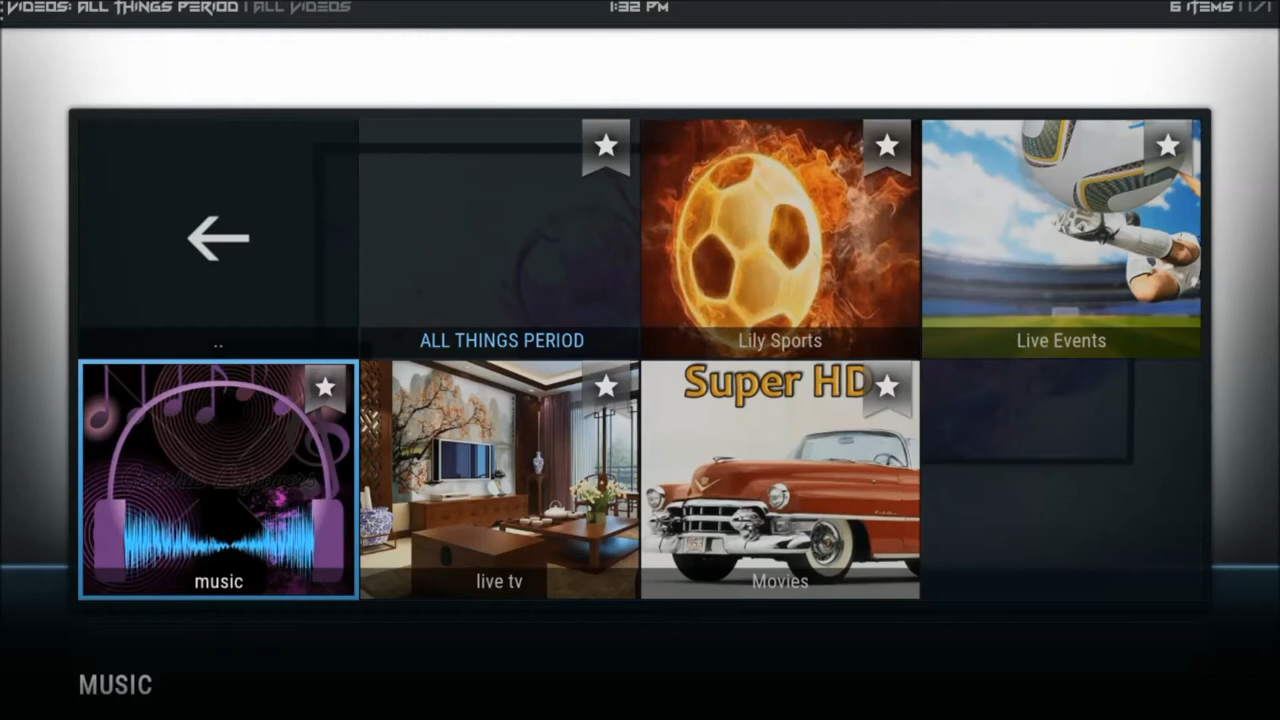 VIDEOS: ALL THINGS PERIOD | ALL VIDEOS
1:32 PM
6 ITEMS | 1/1
..
ALL THINGS PERIOD
Lily Sports
Live Events
music
live tv
Super HD
Movies
MUSIC